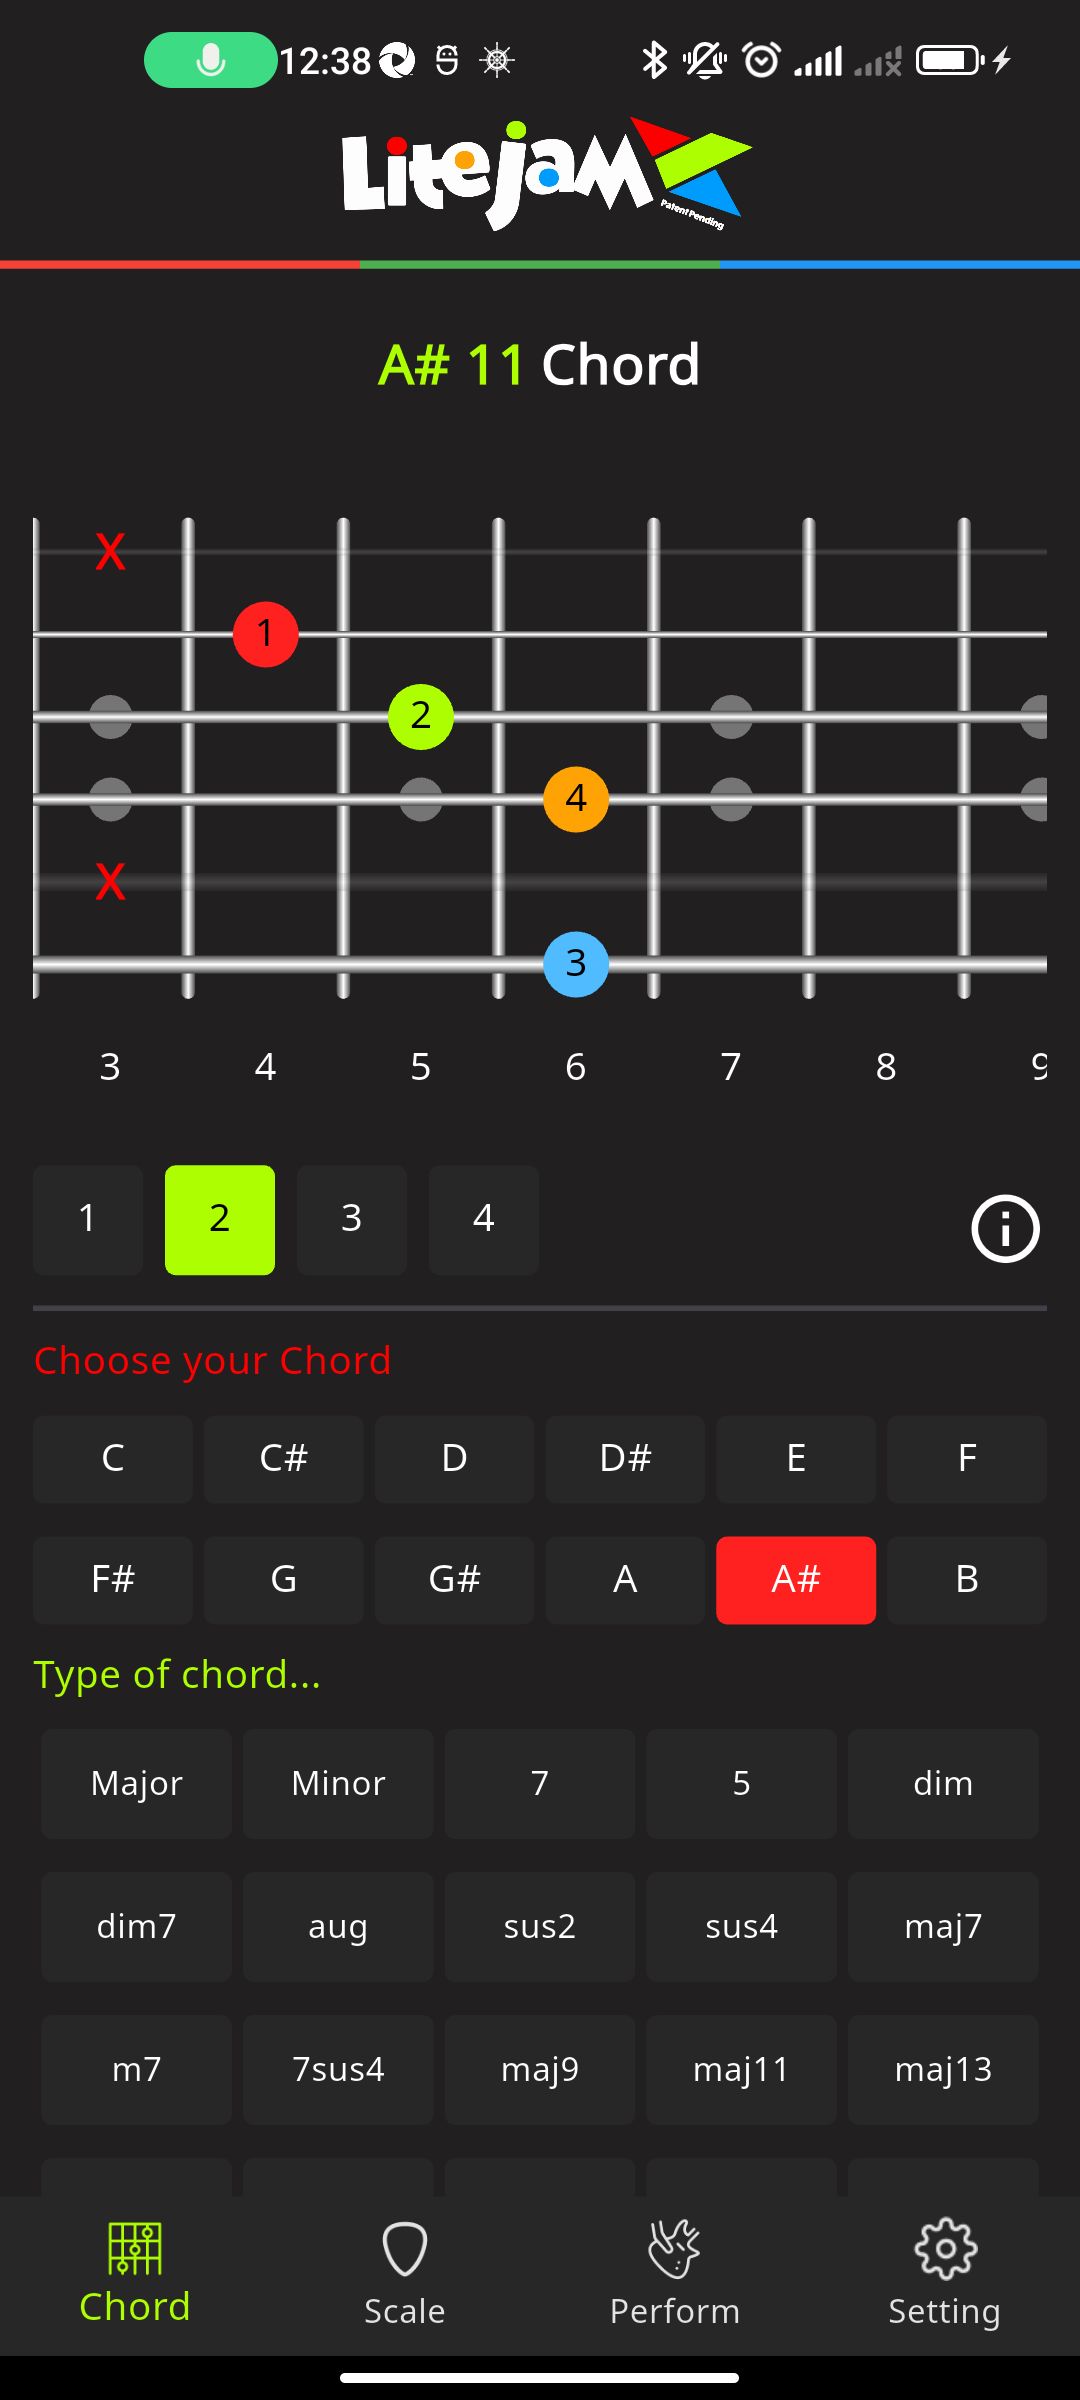 12:38
LitejaM
Patent Pending
A# 11 Chord
X
1
2
4
X
3
3 4 5 6 7 8 9
1 2 3 4
Choose your Chord
C C# D D# E F
F# G G# A A# B
Type of chord...
Major Minor 7 5 dim
dim7 aug sus2 sus4 maj7
m7 7sus4 maj9 maj11 maj13
Chord Scale Perform Setting